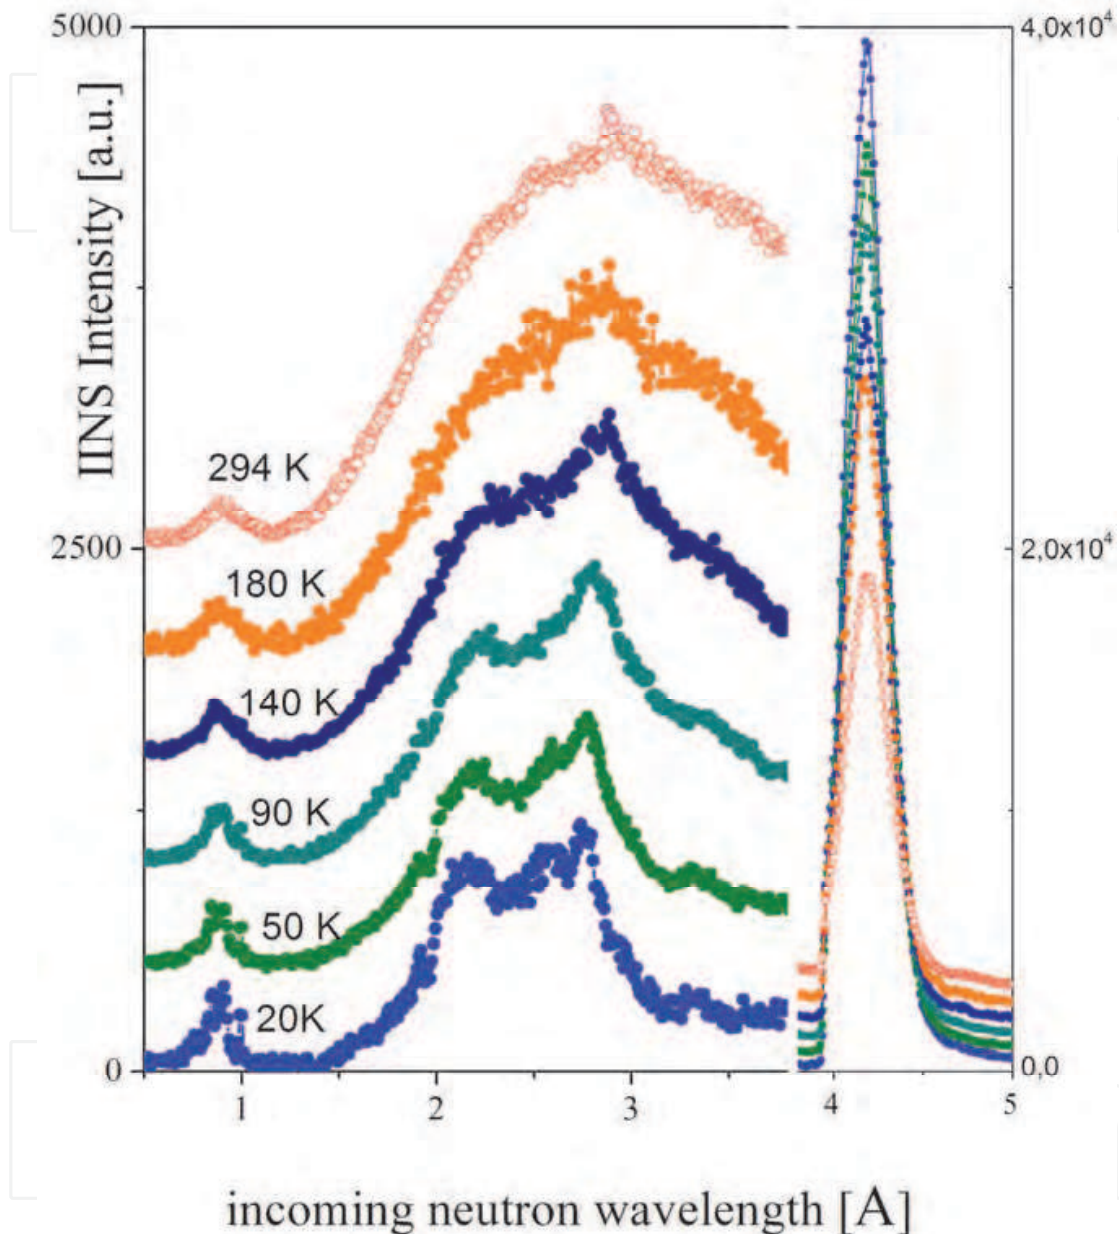 5000
4,0x10⁴
IINS Intensity [a.u.]
294 K
2500
2,0x10⁴
180 K
140 K
90 K
50 K
20K
0
0,0
1
2
3
4
5
incoming neutron wavelength [A]